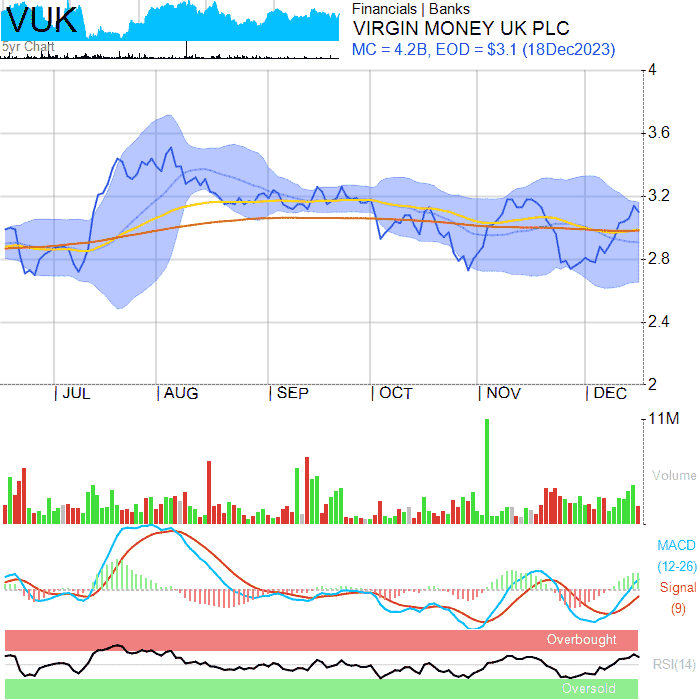 VUK
5yr Chart
Financials | Banks
VIRGIN MONEY UK PLC
MC = 4.2B, EOD = $3.1 (18Dec2023)
4
3.6
3.2
2.8
2.4
2
| JUL | AUG | SEP | OCT | NOV | DEC
11M
Volume
MACD
(12-26)
Signal
(9)
Overbought
RSI(14)
Oversold